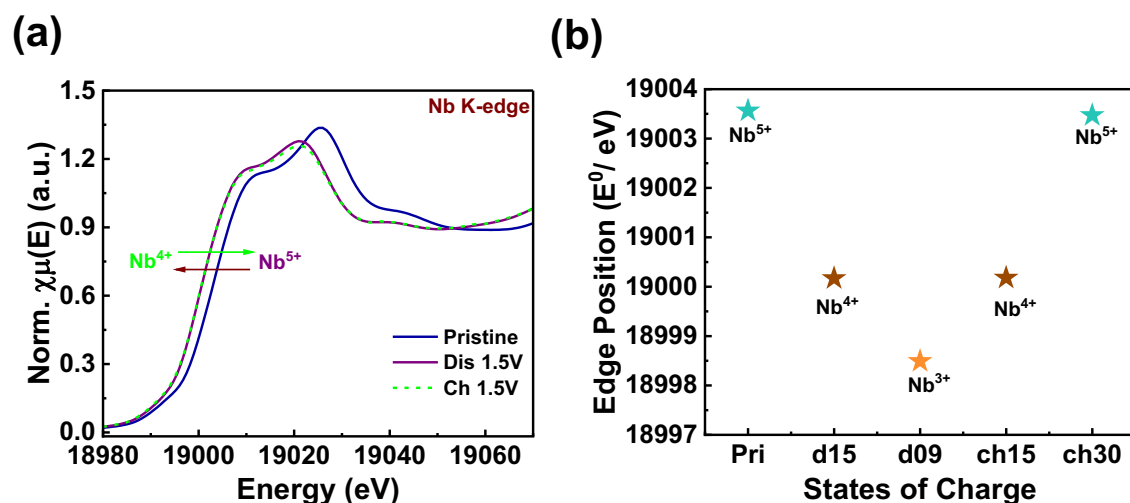 (a)
Norm. χμ(E) (a.u.)
1.5
1.2
0.9
0.6
0.3
0.0
Nb K-edge
Nb⁴⁺
Nb⁵⁺
Pristine
Dis 1.5V
Ch 1.5V
18980 19000 19020 19040 19060
Energy (eV)
(b)
Edge Position (E⁰/ eV)
19004
19003
19002
19001
19000
18999
18998
18997
Nb⁵⁺
Nb⁴⁺
Nb³⁺
Nb⁴⁺
Nb⁵⁺
Pri d15 d09 ch15 ch30
States of Charge